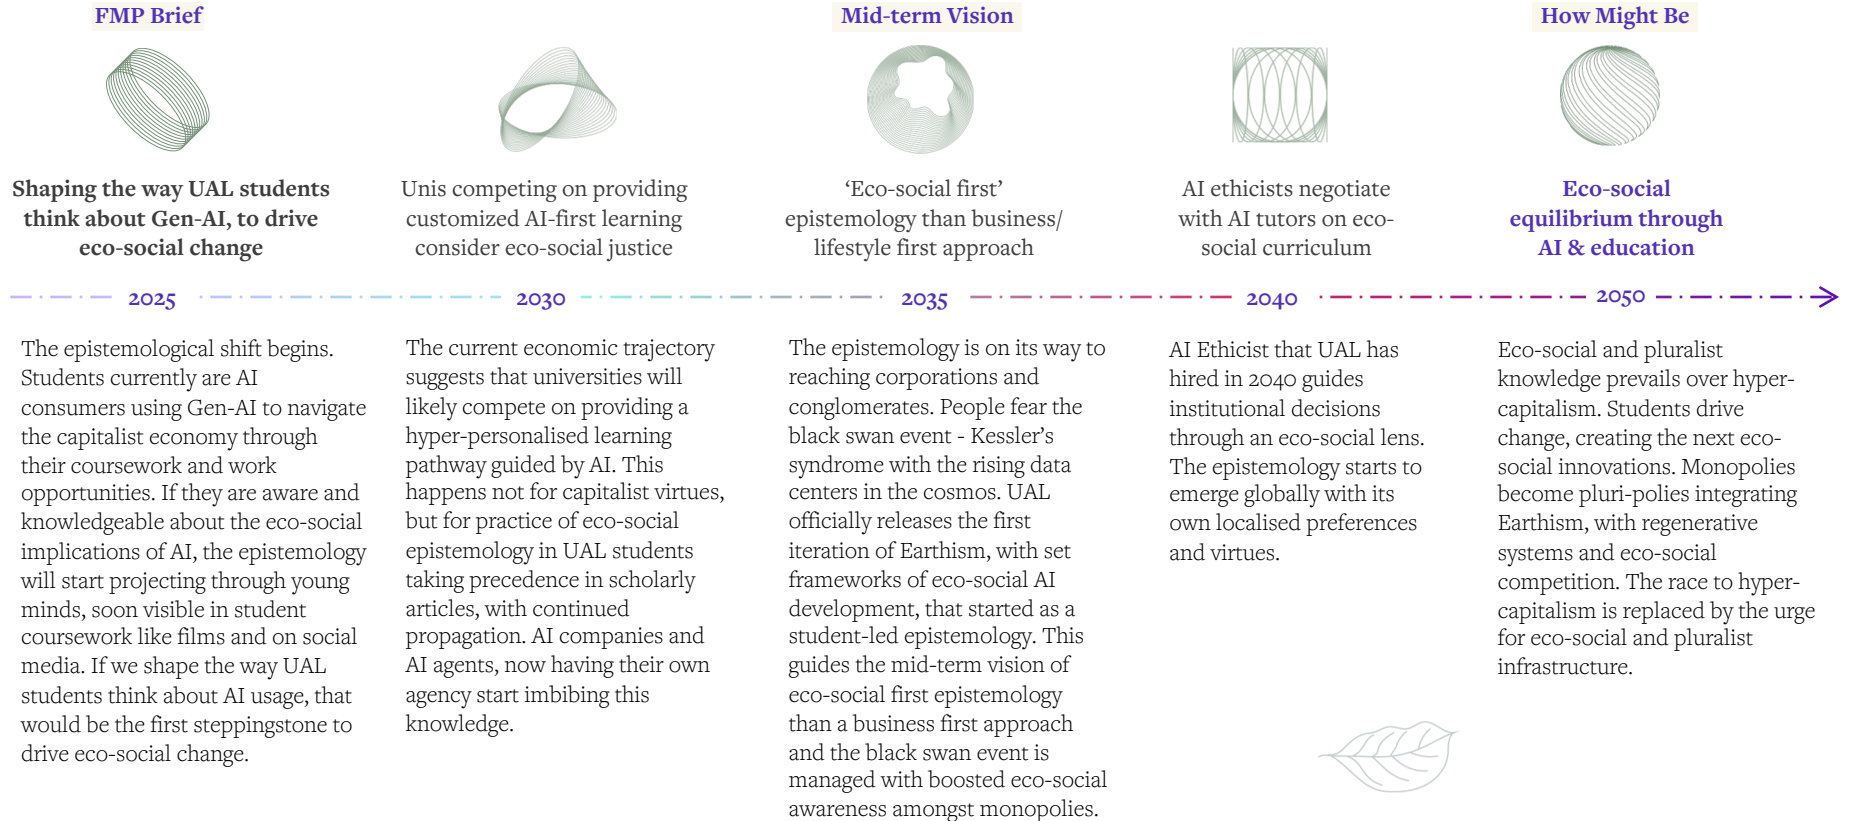 FMP Brief
Mid-term Vision
How Might Be
Shaping the way UAL students
think about Gen-AI, to drive
eco-social change
Unis competing on providing
customized AI-first learning
consider eco-social justice
‘Eco-social first’
epistemology than business/
lifestyle first approach
AI ethicists negotiate
with AI tutors on eco-
social curriculum
Eco-social
equilibrium through
AI & education
2025
2030
2035
2040
2050
The epistemological shift begins.
Students currently are AI
consumers using Gen-AI to navigate
the capitalist economy through
their coursework and work
opportunities. If they are aware and
knowledgeable about the eco-social
implications of AI, the epistemology
will start projecting through young
minds, soon visible in student
coursework like films and on social
media. If we shape the way UAL
students think about AI usage, that
would be the first steppingstone to
drive eco-social change.
The current economic trajectory
suggests that universities will
likely compete on providing a
hyper-personalised learning
pathway guided by AI. This
happens not for capitalist virtues,
but for practice of eco-social
epistemology in UAL students
taking precedence in scholarly
articles, with continued
propagation. AI companies and
AI agents, now having their own
agency start imbibing this
knowledge.
The epistemology is on its way to
reaching corporations and
conglomerates. People fear the
black swan event - Kessler’s
syndrome with the rising data
centers in the cosmos. UAL
officially releases the first
iteration of Earthism, with set
frameworks of eco-social AI
development, that started as a
student-led epistemology. This
guides the mid-term vision of
eco-social first epistemology
than a business first approach
and the black swan event is
managed with boosted eco-social
awareness amongst monopolies.
AI Ethicist that UAL has
hired in 2040 guides
institutional decisions
through an eco-social lens.
The epistemology starts to
emerge globally with its
own localised preferences
and virtues.
Eco-social and pluralist
knowledge prevails over hyper-
capitalism. Students drive
change, creating the next eco-
social innovations. Monopolies
become pluri-polies integrating
Earthism, with regenerative
systems and eco-social
competition. The race to hyper-
capitalism is replaced by the urge
for eco-social and pluralist
infrastructure.